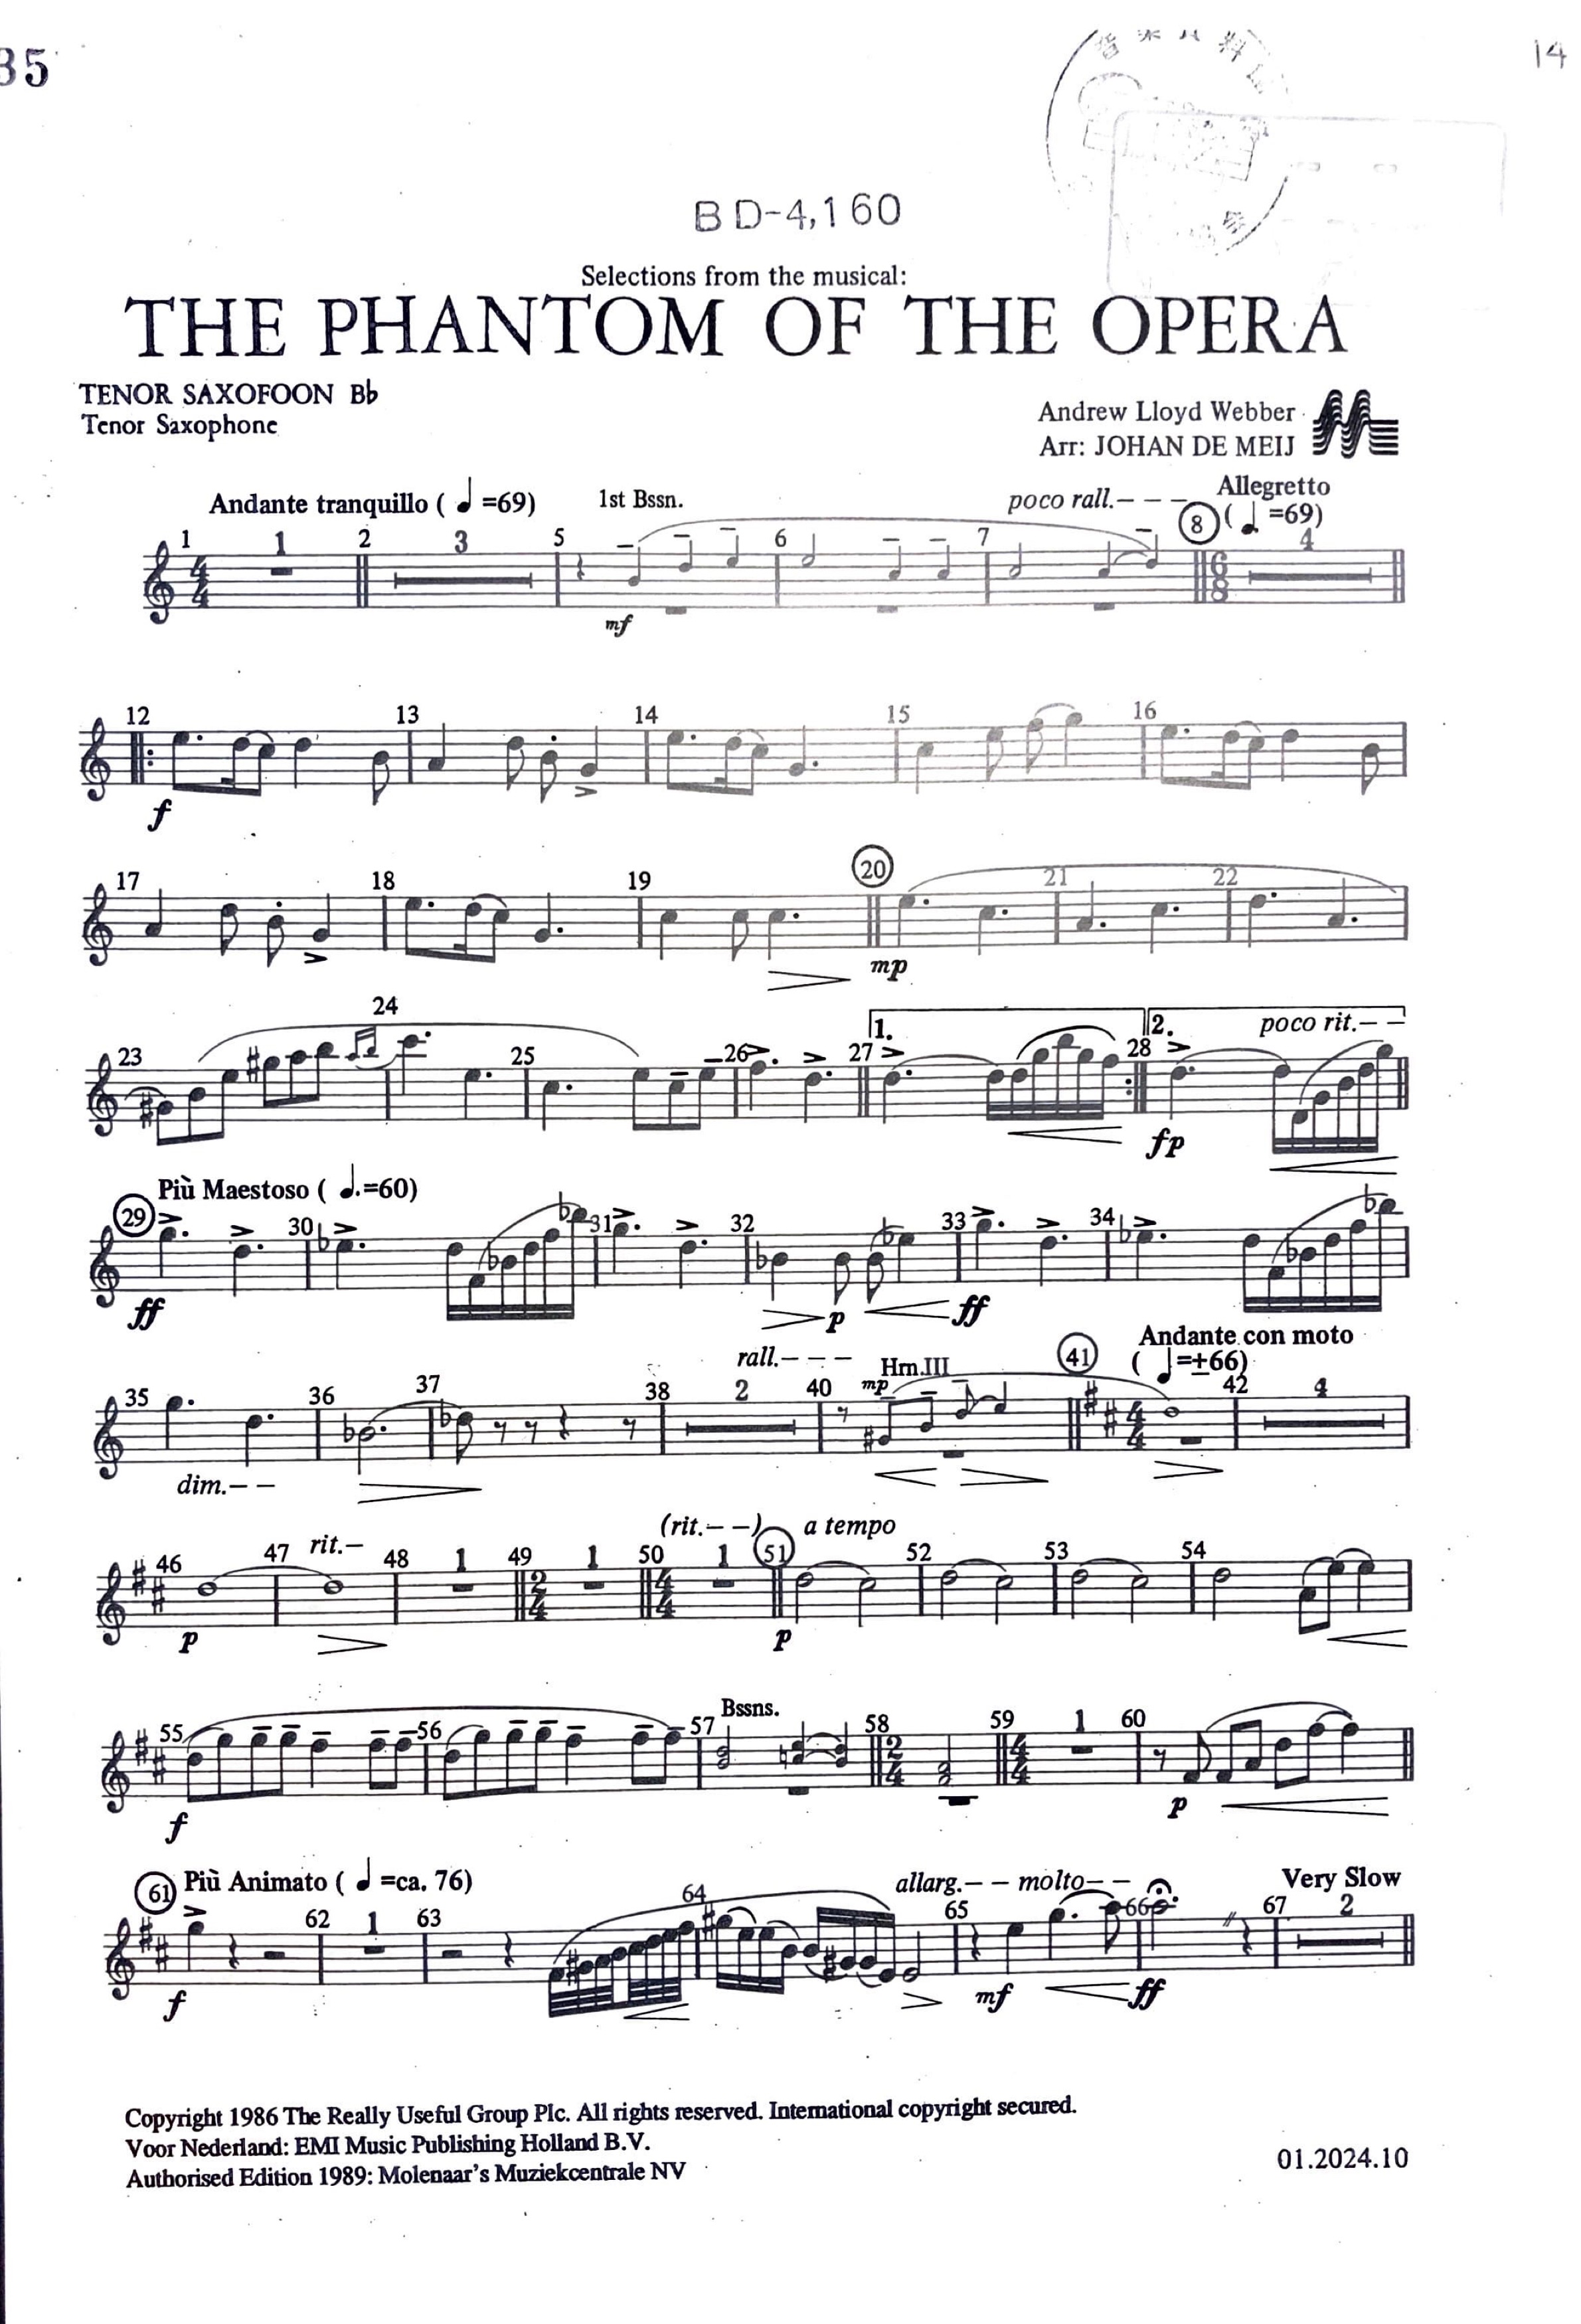 35
14
BD-4,160
Selections from the musical:
THE PHANTOM OF THE OPERA
TENOR SAXOFOON B♭
Tenor Saxophone
Andrew Lloyd Webber
Arr: JOHAN DE MEIJ
Andante tranquillo ( ♩ =69) 1st Bssn. poco rall.– – – Allegretto
( ♩. =69)
1 1 2 3 5 6 7 8 4
mf
12 13 14 15 16
f
17 18 19 20 21 22
mp
23 24 25 26 27 1. 28 2. poco rit.– –
fp
Più Maestoso ( ♩.=60)
29 30 31 32 33 34
ff p ff
Andante con moto
rall.– – – Hrn.III ( ♩=±66)
35 36 37 38 2 40 mp 41 42 4
dim.– –
(rit.– –) a tempo
46 47 rit.– 48 1 49 1 50 1 51 52 53 54
p p
55 56 57 Bssns. 58 59 1 60
f p
61 Più Animato ( ♩ =ca. 76) allarg.– – molto– – Very Slow
62 1 63 64 65 66 67 2
f mf ff
Copyright 1986 The Really Useful Group Plc. All rights reserved. International copyright secured.
Voor Nederland: EMI Music Publishing Holland B.V.
Authorised Edition 1989: Molenaar's Muziekcentrale NV
01.2024.10